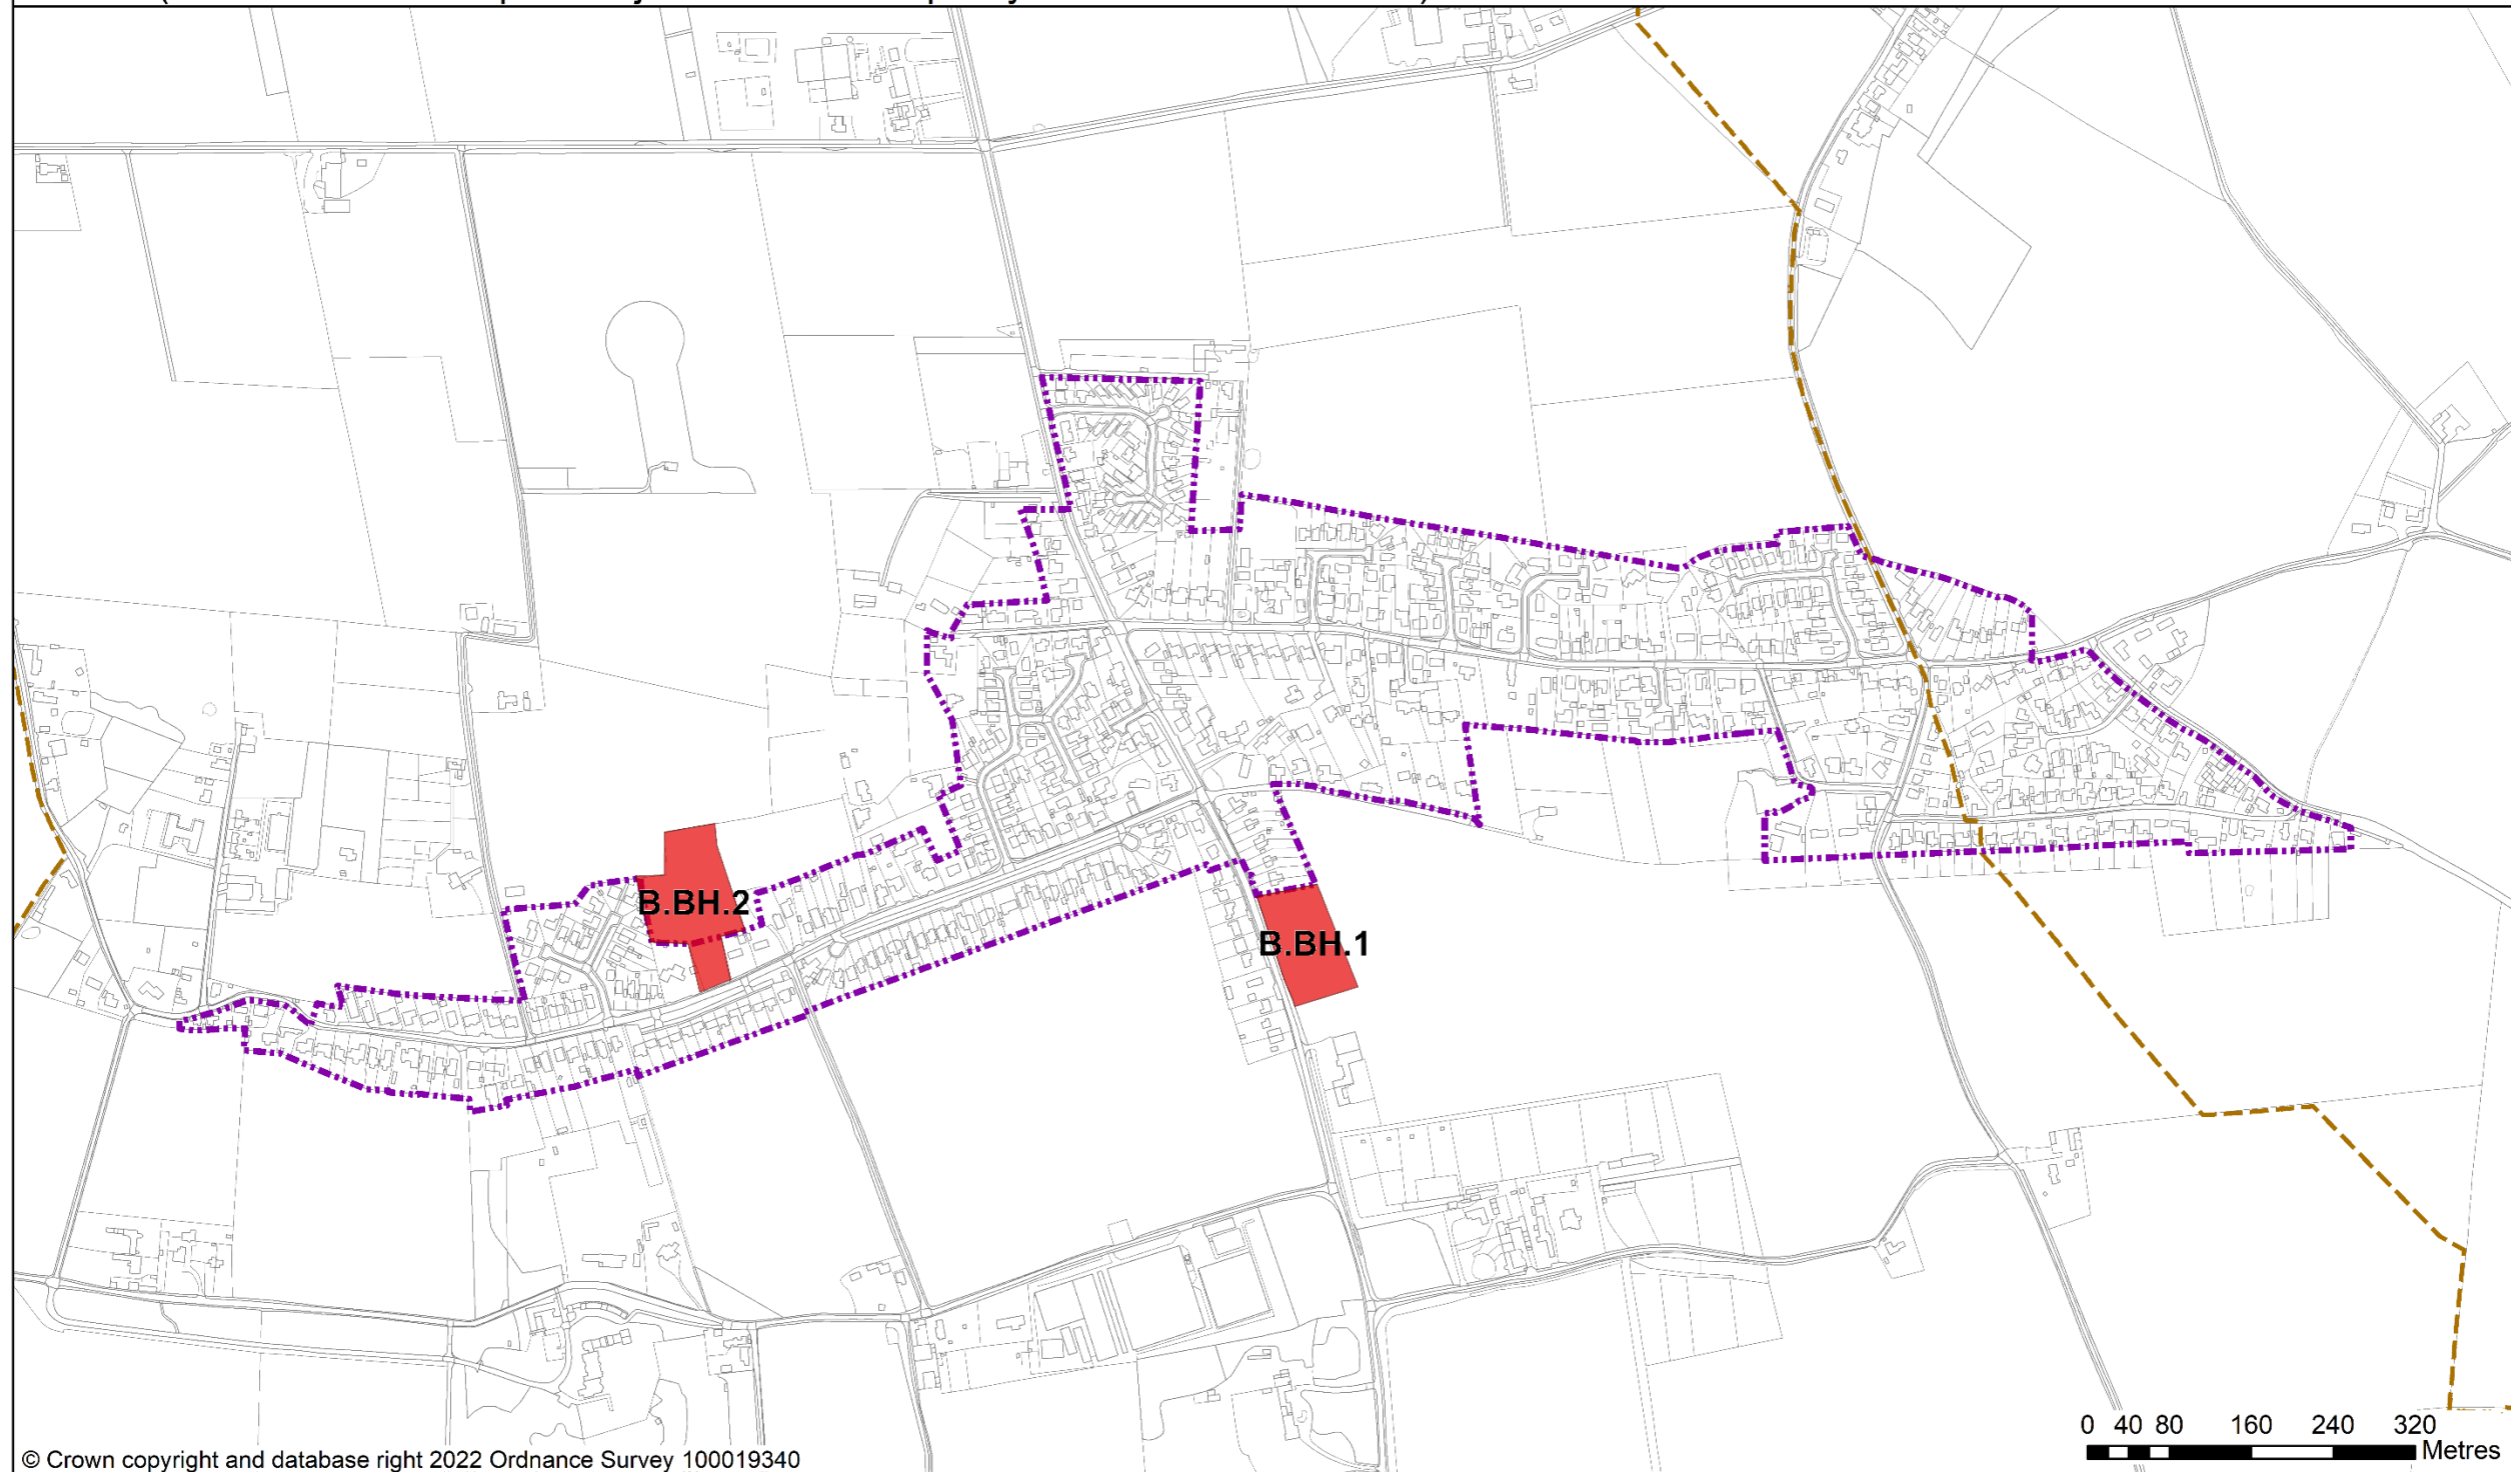 B.BH.2
B.BH.1
0 40 80 160 240 320
Metres
© Crown copyright and database right 2022 Ordnance Survey 100019340